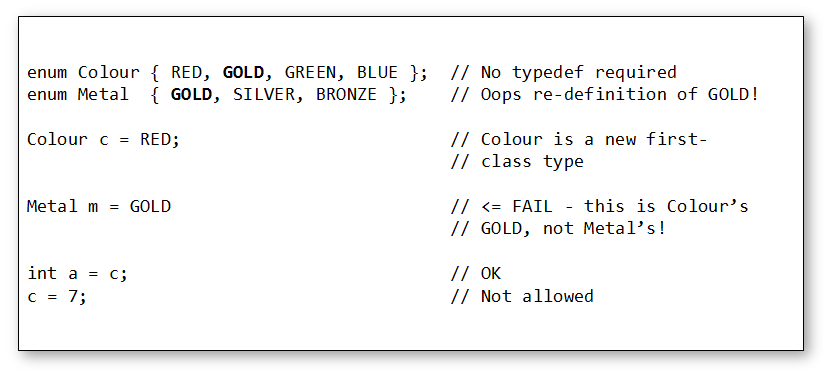 enum Colour { RED, GOLD, GREEN, BLUE };  // No typedef required
enum Metal  { GOLD, SILVER, BRONZE };    // Oops re-definition of GOLD!
Colour c = RED;                          // Colour is a new first-
                                         // class type
Metal m = GOLD                           // <= FAIL - this is Colour’s
                                         // GOLD, not Metal’s!
int a = c;                               // OK
c = 7;                                   // Not allowed